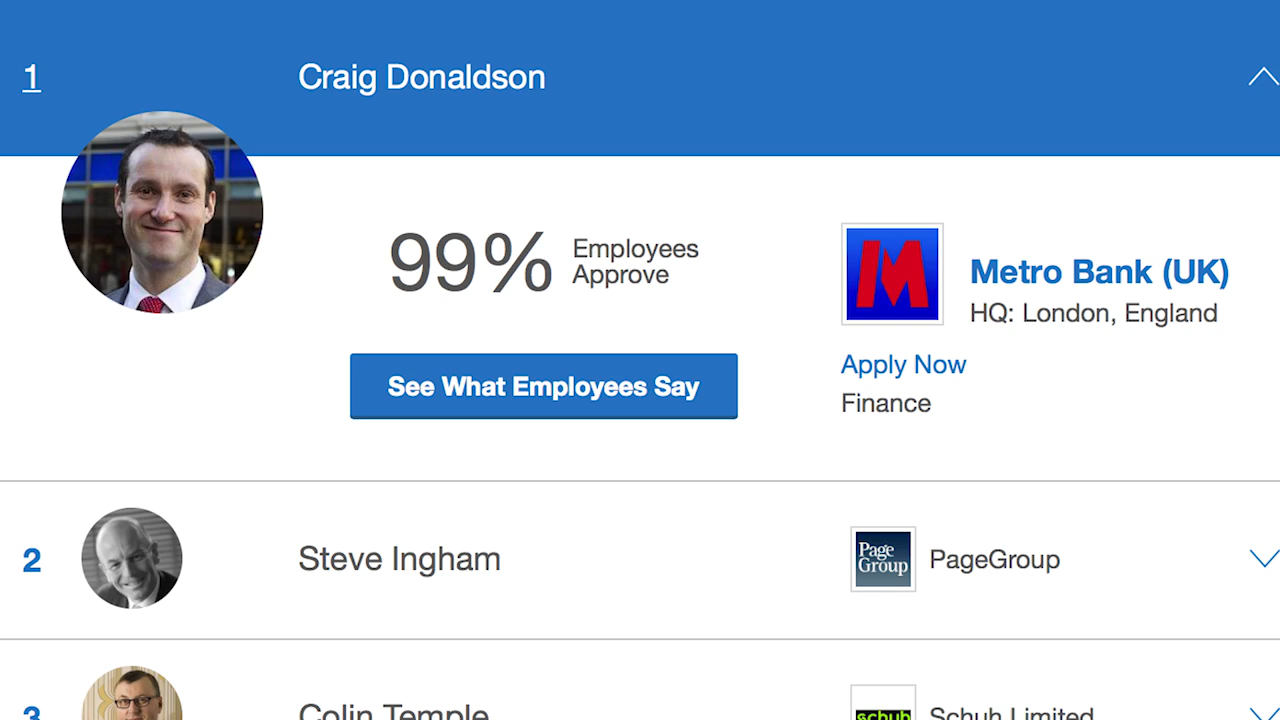 1
Craig Donaldson
99%
Employees
Approve
See What Employees Say
M
Metro Bank (UK)
HQ: London, England
Apply Now
Finance
2
Steve Ingham
Page
Group
PageGroup
3
Colin Temple
schuh
Schuh Limited